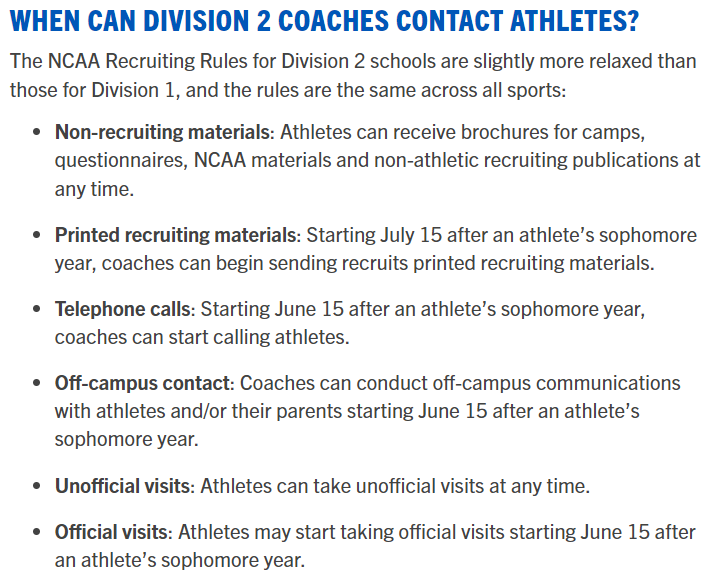 WHEN CAN DIVISION 2 COACHES CONTACT ATHLETES?
The NCAA Recruiting Rules for Division 2 schools are slightly more relaxed than
those for Division 1, and the rules are the same across all sports:
• Non-recruiting materials: Athletes can receive brochures for camps,
questionnaires, NCAA materials and non-athletic recruiting publications at
any time.
• Printed recruiting materials: Starting July 15 after an athlete’s sophomore
year, coaches can begin sending recruits printed recruiting materials.
• Telephone calls: Starting June 15 after an athlete’s sophomore year,
coaches can start calling athletes.
• Off-campus contact: Coaches can conduct off-campus communications
with athletes and/or their parents starting June 15 after an athlete’s
sophomore year.
• Unofficial visits: Athletes can take unofficial visits at any time.
• Official visits: Athletes may start taking official visits starting June 15 after
an athlete’s sophomore year.